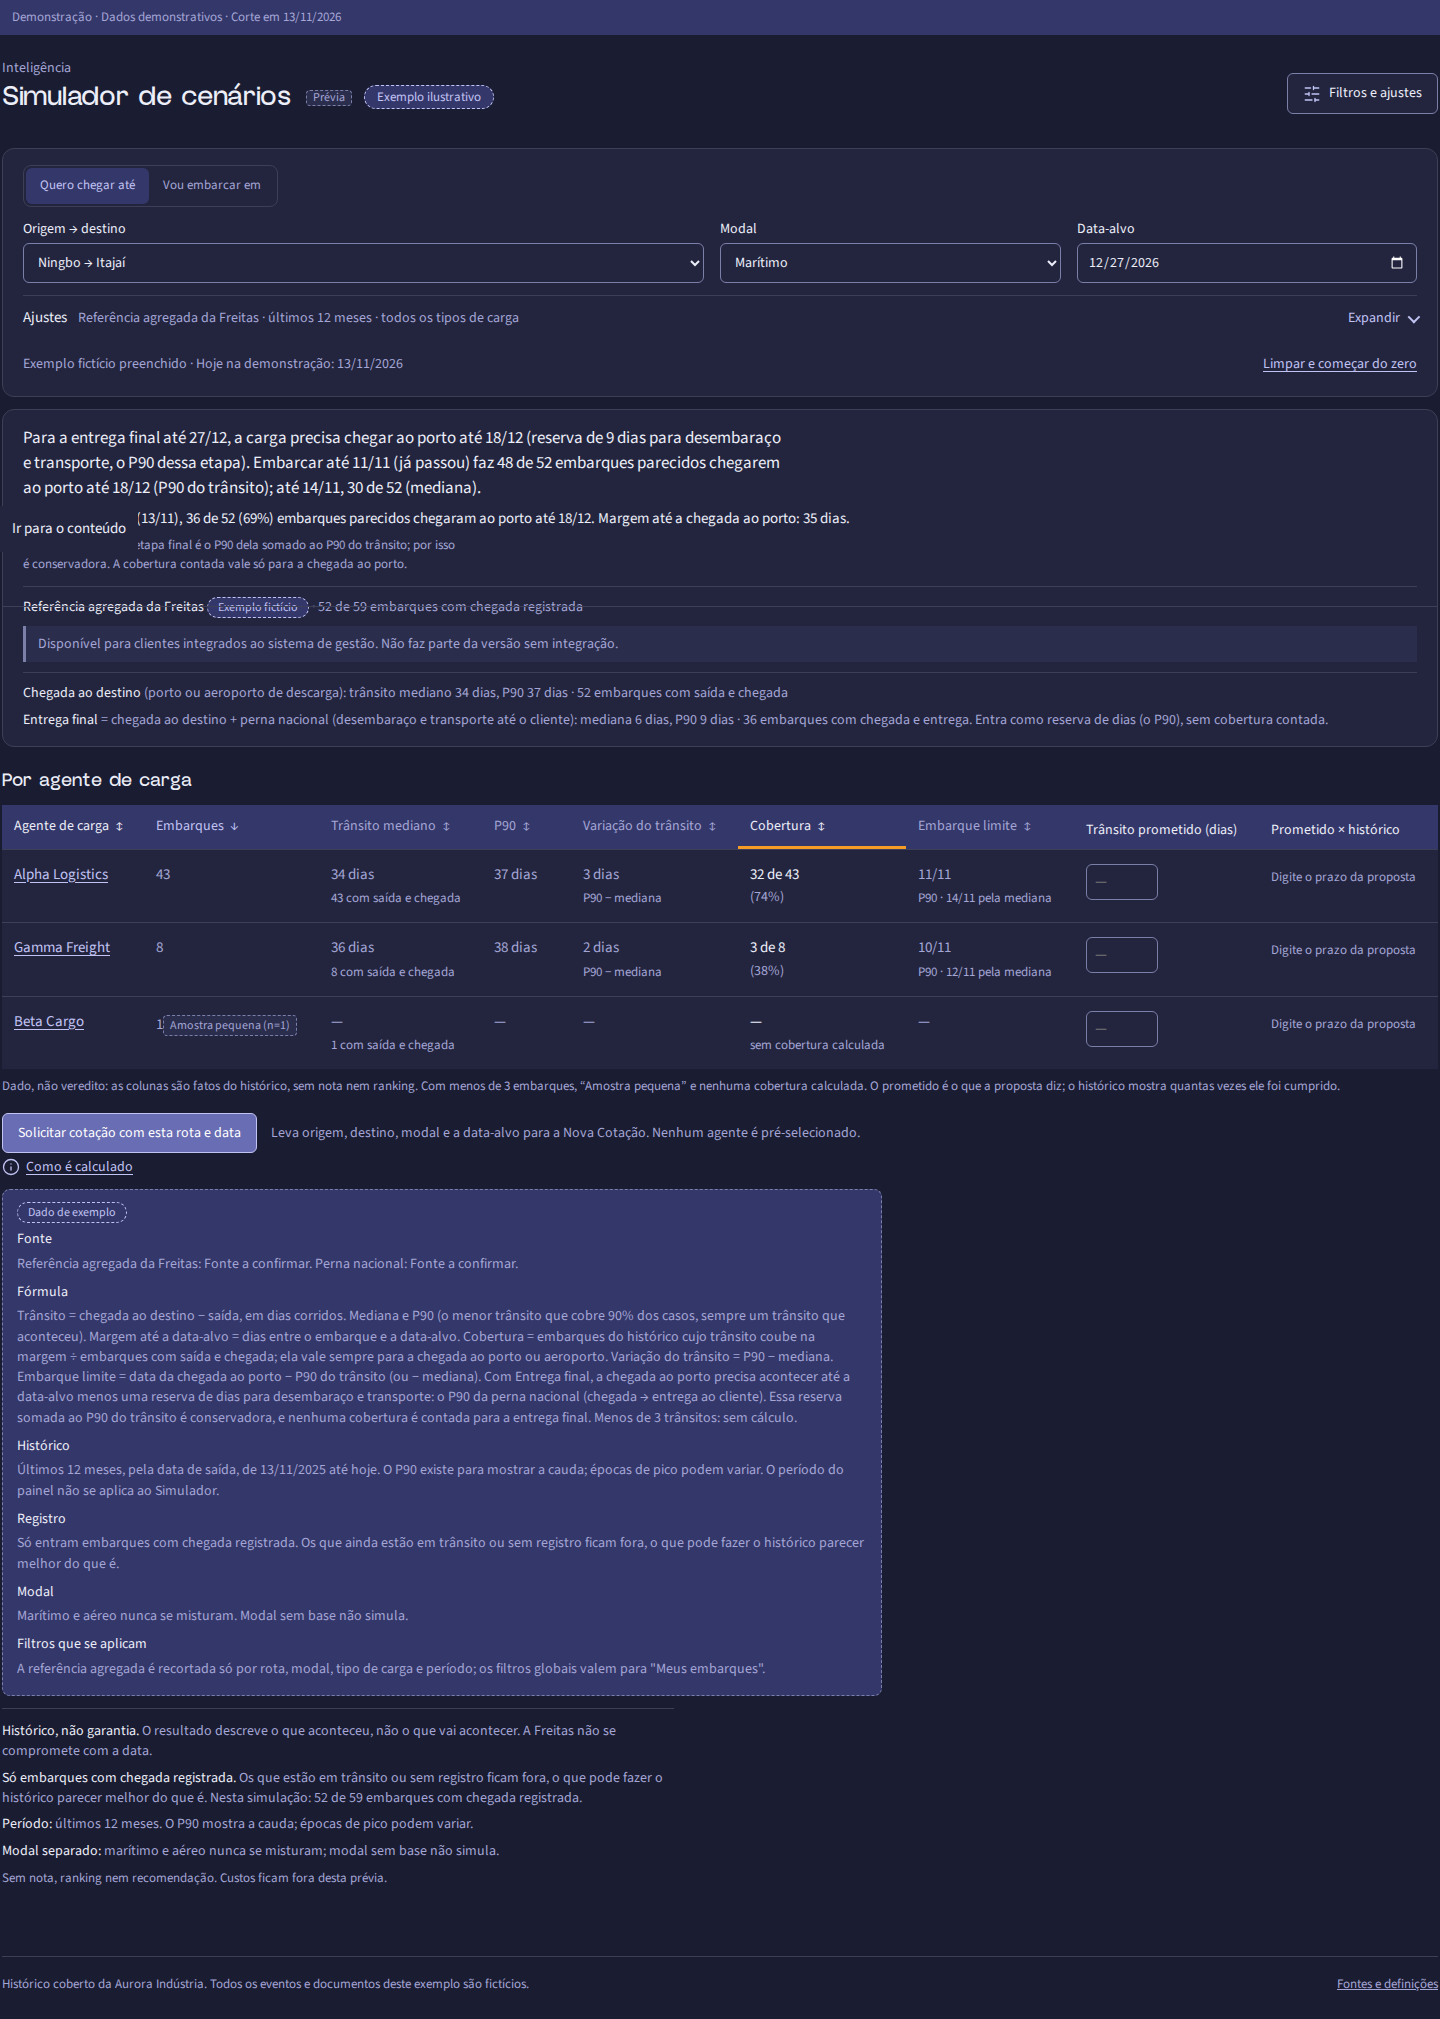 Demonstração · Dados demonstrativos · Corte em 13/11/2026
Inteligência
Simulador de cenários
Prévia
Exemplo ilustrativo
Filtros e ajustes
Quero chegar até
Vou embarcar em
Origem → destino
Modal
Data-alvo
Ningbo → Itajaí
Marítimo
12/27/2026
Ajustes
Referência agregada da Freitas · últimos 12 meses · todos os tipos de carga
Expandir
Exemplo fictício preenchido · Hoje na demonstração: 13/11/2026
Limpar e começar do zero
Para a entrega final até 27/12, a carga precisa chegar ao porto até 18/12 (reserva de 9 dias para desembaraço
e transporte, o P90 dessa etapa). Embarcar até 11/11 (já passou) faz 48 de 52 embarques parecidos chegarem
ao porto até 18/12 (P90 do trânsito); até 14/11, 30 de 52 (mediana).
Ir para o conteúdo
(13/11), 36 de 52 (69%) embarques parecidos chegaram ao porto até 18/12. Margem até a chegada ao porto: 35 dias.
etapa final é o P90 dela somado ao P90 do trânsito; por isso
é conservadora. A cobertura contada vale só para a chegada ao porto.
Referência agregada da Freitas Exemplo fictício · 52 de 59 embarques com chegada registrada
Disponível para clientes integrados ao sistema de gestão. Não faz parte da versão sem integração.
Chegada ao destino (porto ou aeroporto de descarga): trânsito mediano 34 dias, P90 37 dias · 52 embarques com saída e chegada
Entrega final = chegada ao destino + perna nacional (desembaraço e transporte até o cliente): mediana 6 dias, P90 9 dias · 36 embarques com chegada e entrega. Entra como reserva de dias (o P90), sem cobertura contada.
Por agente de carga
Agente de carga ↕ Embarques ↓ Trânsito mediano ↕ P90 ↕ Variação do trânsito ↕ Cobertura ↕ Embarque limite ↕ Trânsito prometido (dias) Prometido × histórico
Alpha Logistics 43 34 dias 37 dias 3 dias 32 de 43 11/11 — Digite o prazo da proposta
43 com saída e chegada P90 − mediana (74%) P90 · 14/11 pela mediana
Gamma Freight 8 36 dias 38 dias 2 dias 3 de 8 10/11 — Digite o prazo da proposta
8 com saída e chegada P90 − mediana (38%) P90 · 12/11 pela mediana
Beta Cargo 1 Amostra pequena (n=1) — — — — — — Digite o prazo da proposta
1 com saída e chegada sem cobertura calculada
Dado, não veredito: as colunas são fatos do histórico, sem nota nem ranking. Com menos de 3 embarques, “Amostra pequena” e nenhuma cobertura calculada. O prometido é o que a proposta diz; o histórico mostra quantas vezes ele foi cumprido.
Solicitar cotação com esta rota e data
Leva origem, destino, modal e a data-alvo para a Nova Cotação. Nenhum agente é pré-selecionado.
Como é calculado
Dado de exemplo
Fonte
Referência agregada da Freitas: Fonte a confirmar. Perna nacional: Fonte a confirmar.
Fórmula
Trânsito = chegada ao destino − saída, em dias corridos. Mediana e P90 (o menor trânsito que cobre 90% dos casos, sempre um trânsito que
aconteceu). Margem até a data-alvo = dias entre o embarque e a data-alvo. Cobertura = embarques do histórico cujo trânsito coube na
margem ÷ embarques com saída e chegada; ela vale sempre para a chegada ao porto ou aeroporto. Variação do trânsito = P90 − mediana.
Embarque limite = data da chegada ao porto − P90 do trânsito (ou − mediana). Com Entrega final, a chegada ao porto precisa acontecer até a
data-alvo menos uma reserva de dias para desembaraço e transporte: o P90 da perna nacional (chegada → entrega ao cliente). Essa reserva
somada ao P90 do trânsito é conservadora, e nenhuma cobertura é contada para a entrega final. Menos de 3 trânsitos: sem cálculo.
Histórico
Últimos 12 meses, pela data de saída, de 13/11/2025 até hoje. O P90 existe para mostrar a cauda; épocas de pico podem variar. O período do
painel não se aplica ao Simulador.
Registro
Só entram embarques com chegada registrada. Os que ainda estão em trânsito ou sem registro ficam fora, o que pode fazer o histórico parecer
melhor do que é.
Modal
Marítimo e aéreo nunca se misturam. Modal sem base não simula.
Filtros que se aplicam
A referência agregada é recortada só por rota, modal, tipo de carga e período; os filtros globais valem para "Meus embarques".
Histórico, não garantia. O resultado descreve o que aconteceu, não o que vai acontecer. A Freitas não se
compromete com a data.
Só embarques com chegada registrada. Os que estão em trânsito ou sem registro ficam fora, o que pode fazer o
histórico parecer melhor do que é. Nesta simulação: 52 de 59 embarques com chegada registrada.
Período: últimos 12 meses. O P90 mostra a cauda; épocas de pico podem variar.
Modal separado: marítimo e aéreo nunca se misturam; modal sem base não simula.
Sem nota, ranking nem recomendação. Custos ficam fora desta prévia.
Histórico coberto da Aurora Indústria. Todos os eventos e documentos deste exemplo são fictícios.
Fontes e definições